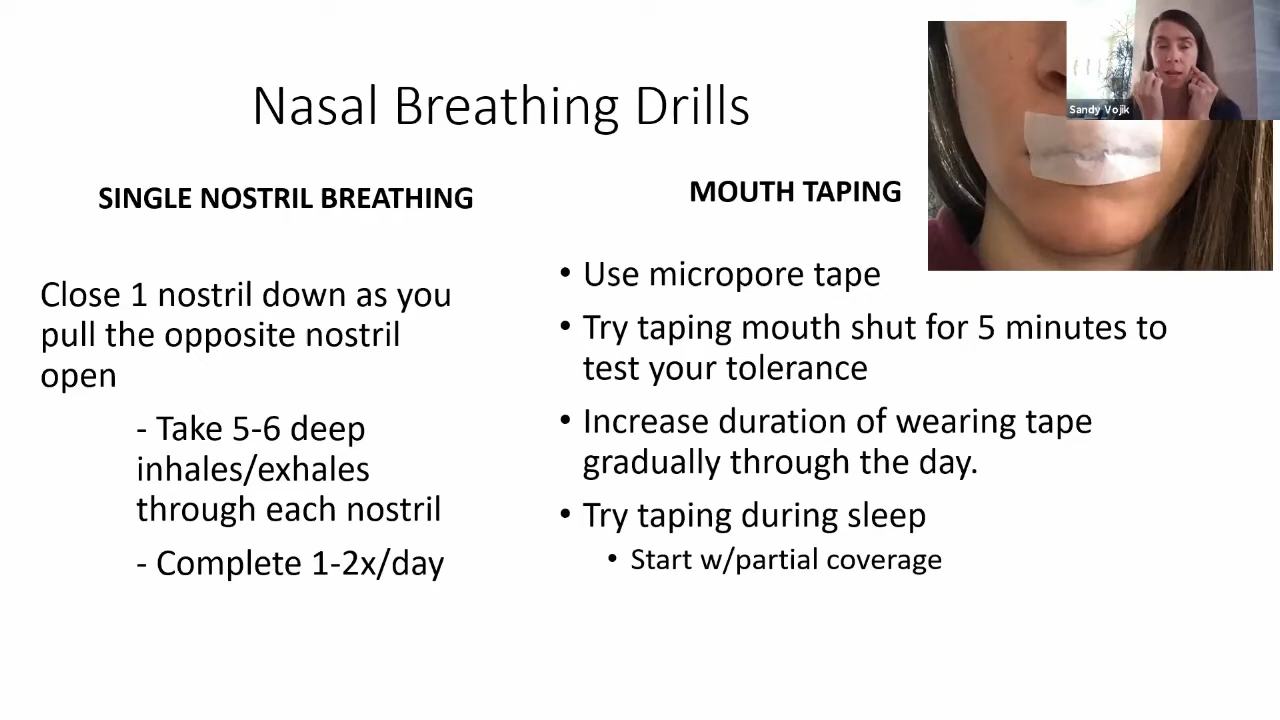 Nasal Breathing Drills
Sandy Vojik
SINGLE NOSTRIL BREATHING
Close 1 nostril down as you
pull the opposite nostril
open
- Take 5-6 deep
inhales/exhales
through each nostril
- Complete 1-2x/day
MOUTH TAPING
• Use micropore tape
• Try taping mouth shut for 5 minutes to
test your tolerance
• Increase duration of wearing tape
gradually through the day.
• Try taping during sleep
• Start w/partial coverage